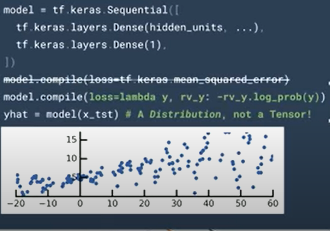 model = tf.keras.Sequential([
tf.keras.layers.Dense(hidden_units, ...),
tf.keras.layers.Dense(1),
])
model.compile(loss=tf.keras.mean_squared_error)
model.compile(loss=lambda y, rv_y: -rv_y.log_prob(y))
yhat = model(x_tst) # A Distribution, not a Tensor!
15
10
5
-20 -10 0 10 20 30 40 50 60